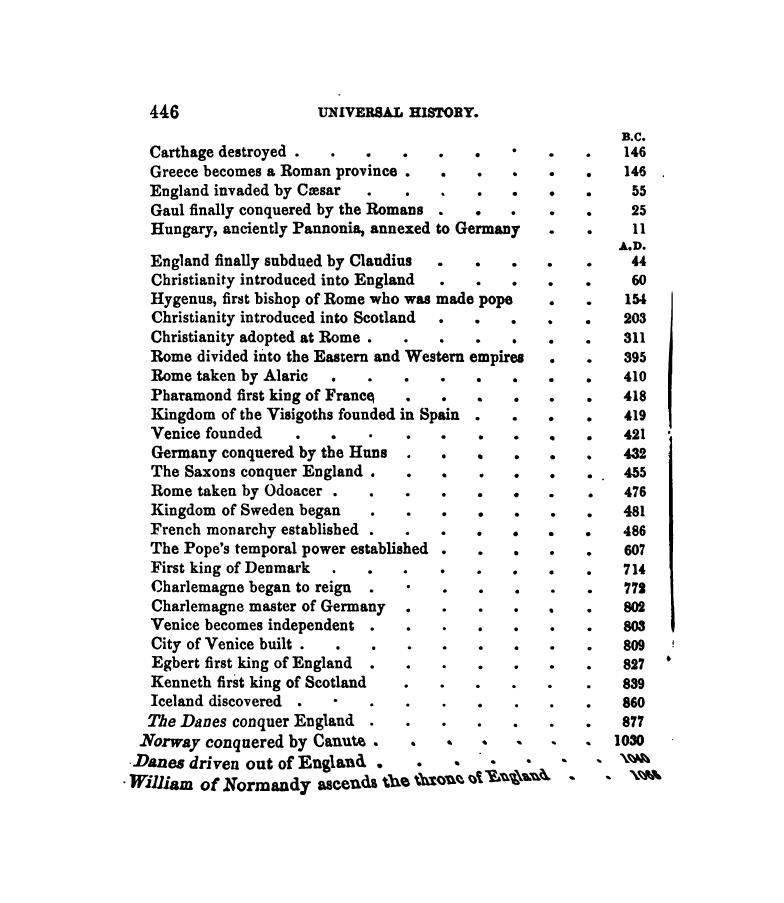 446 UNIVERSAL HISTORY.
B.C.
Carthage destroyed . . . . . . . . . 146
Greece becomes a Roman province . . . . . . 146
England invaded by Cæsar . . . . . . . 55
Gaul finally conquered by the Romans . . . . . 25
Hungary, anciently Pannonia, annexed to Germany . . 11
A.D.
England finally subdued by Claudius . . . . . 44
Christianity introduced into England . . . . . 60
Hygenus, first bishop of Rome who was made pope . . 154
Christianity introduced into Scotland . . . . . 203
Christianity adopted at Rome . . . . . . . 311
Rome divided into the Eastern and Western empires . . 395
Rome taken by Alaric . . . . . . . . 410
Pharamond first king of France . . . . . . 418
Kingdom of the Visigoths founded in Spain . . . . 419
Venice founded . . . . . . . . . 421
Germany conquered by the Huns . . . . . . 432
The Saxons conquer England . . . . . . . 455
Rome taken by Odoacer . . . . . . . . 476
Kingdom of Sweden began . . . . . . . 481
French monarchy established . . . . . . . 486
The Pope's temporal power established . . . . . 607
First king of Denmark . . . . . . . . 714
Charlemagne began to reign . . . . . . . 772
Charlemagne master of Germany . . . . . . 802
Venice becomes independent . . . . . . . 803
City of Venice built . . . . . . . . . 809
Egbert first king of England . . . . . . . 827
Kenneth first king of Scotland . . . . . . 839
Iceland discovered . . . . . . . . . 860
The Danes conquer England . . . . . . . 877
Norway conquered by Canute . . . . . . . 1030
Danes driven out of England . . . . . . . 1040
William of Normandy ascends the throne of England . . 1066